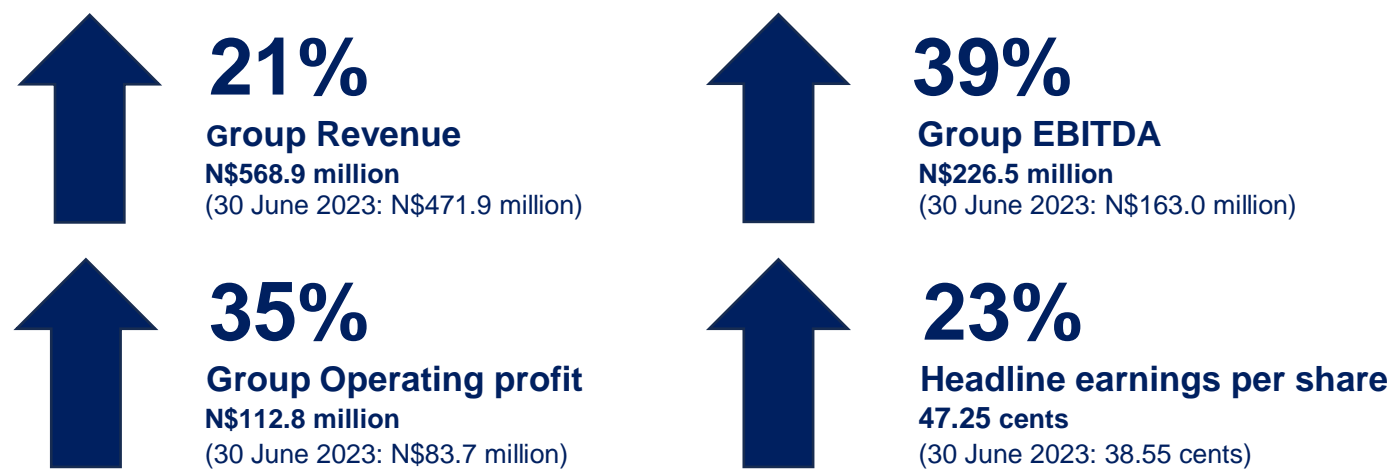 21%
Group Revenue
N$568.9 million
(30 June 2023: N$471.9 million)
39%
Group EBITDA
N$226.5 million
(30 June 2023: N$163.0 million)
35%
Group Operating profit
N$112.8 million
(30 June 2023: N$83.7 million)
23%
Headline earnings per share
47.25 cents
(30 June 2023: 38.55 cents)